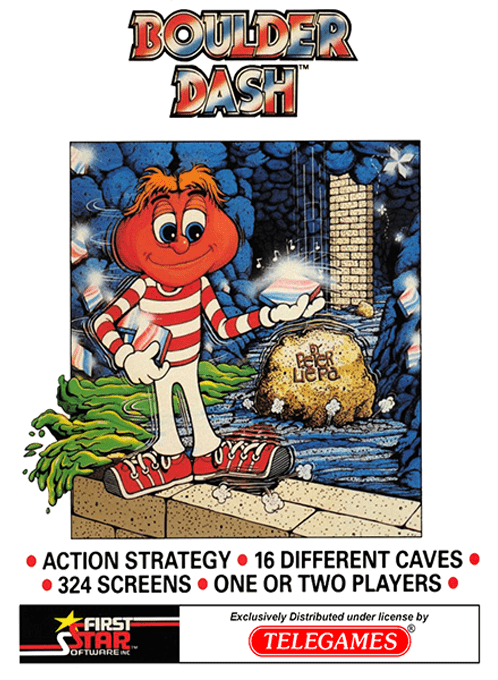 BOULDER
DASH™
BY
PETER
LIEPA
• ACTION STRATEGY • 16 DIFFERENT CAVES •
• 324 SCREENS • ONE OR TWO PLAYERS •
FIRST
STAR™
SOFTWARE INC
Exclusively Distributed under license by
TELEGAMES®